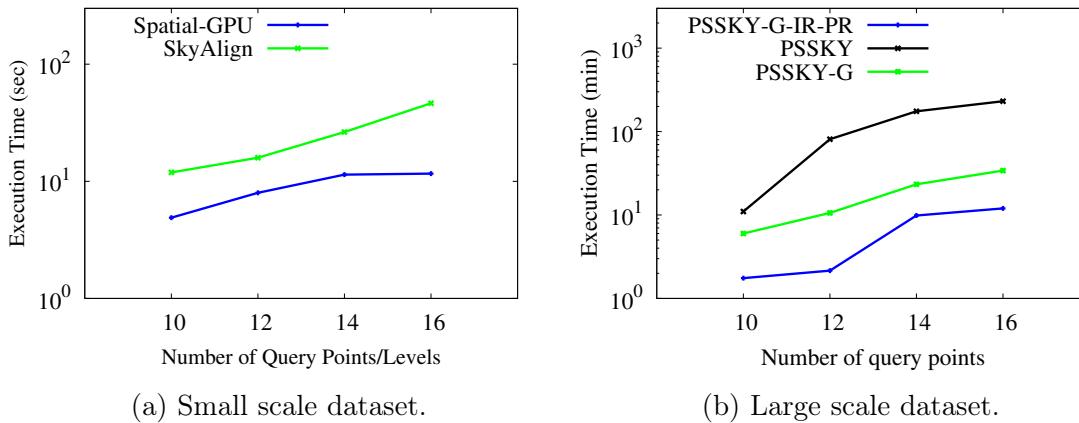 Spatial-GPU
SkyAlign
10^2
10^1
10^0
Execution Time (sec)
10 12 14 16
Number of Query Points/Levels
(a) Small scale dataset.
PSSKY-G-IR-PR
PSSKY
PSSKY-G
10^3
10^2
10^1
10^0
Execution Time (min)
10 12 14 16
Number of query points
(b) Large scale dataset.